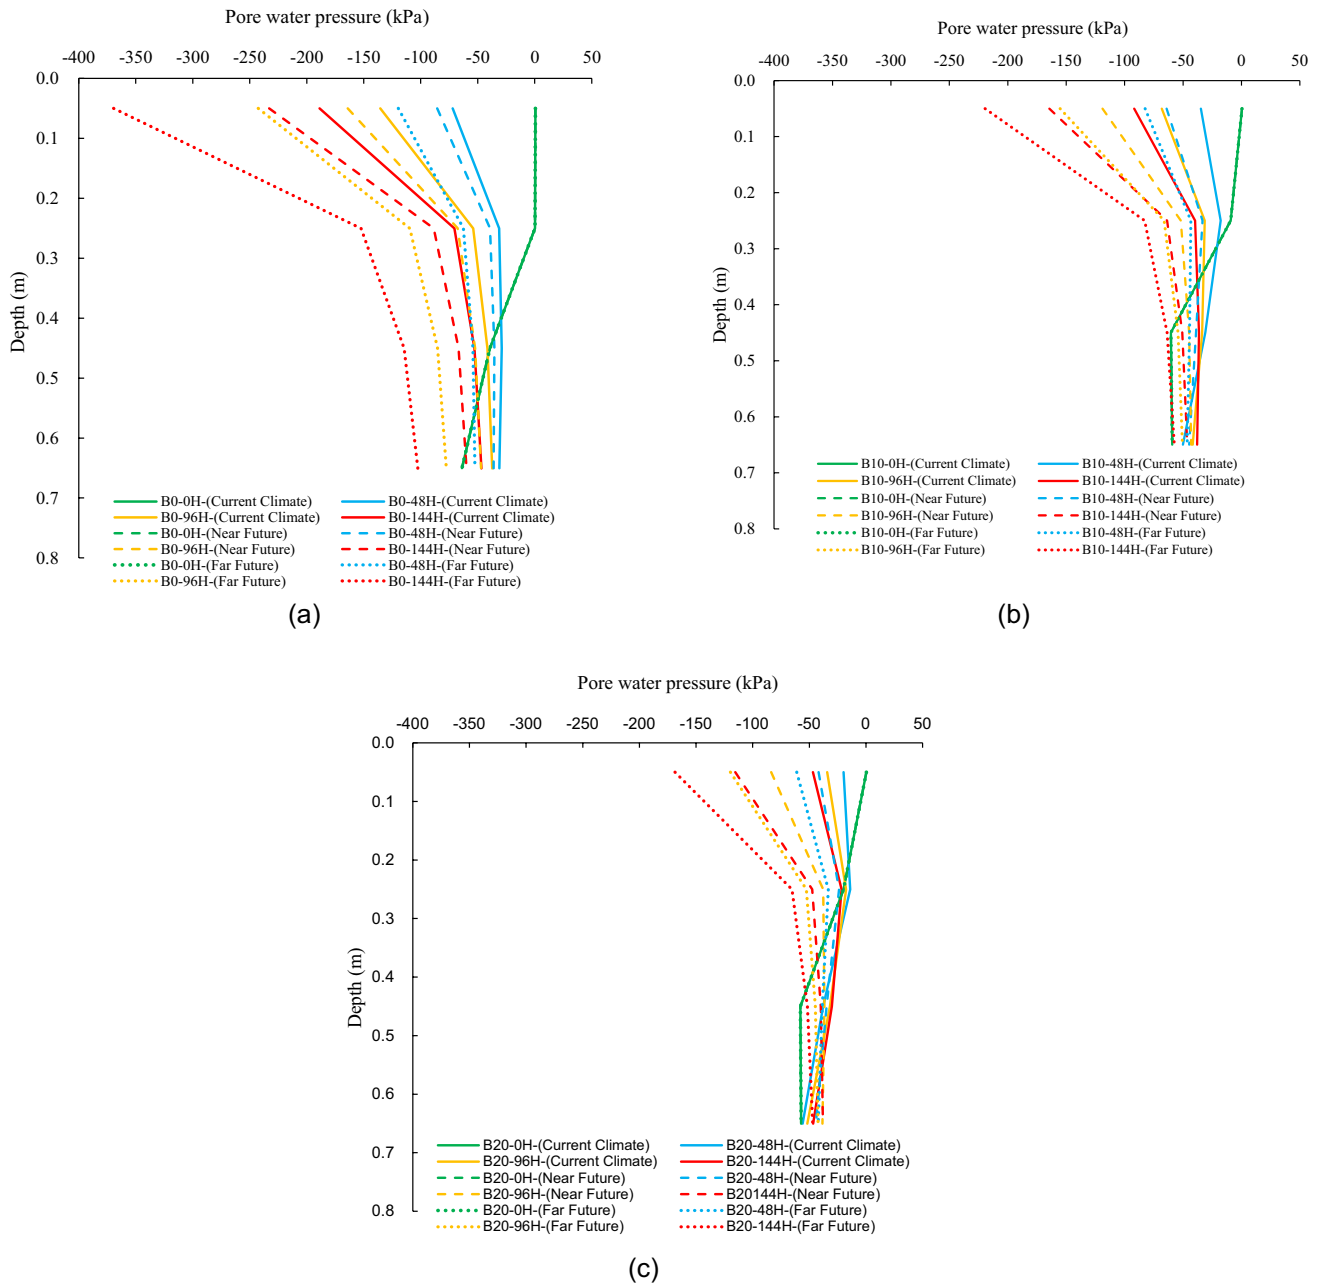 Pore water pressure (kPa)
-400 -350 -300 -250 -200 -150 -100 -50 0 50
0.0
0.1
0.2
0.3
0.4
0.5
0.6
0.7
0.8
Depth (m)
B0-0H-(Current Climate) B0-48H-(Current Climate)
B0-96H-(Current Climate) B0-144H-(Current Climate)
B0-0H-(Near Future) B0-48H-(Near Future)
B0-96H-(Near Future) B0-144H-(Near Future)
B0-0H-(Far Future) B0-48H-(Far Future)
B0-96H-(Far Future) B0-144H-(Far Future)
(a)
Pore water pressure (kPa)
-400 -350 -300 -250 -200 -150 -100 -50 0 50
0.0
0.1
0.2
0.3
0.4
0.5
0.6
0.7
0.8
Depth (m)
B10-0H-(Current Climate) B10-48H-(Current Climate)
B10-96H-(Current Climate) B10-144H-(Current Climate)
B10-0H-(Near Future) B10-48H-(Near Future)
B10-96H-(Near Future) B10-144H-(Near Future)
B10-0H-(Far Future) B10-48H-(Far Future)
B10-96H-(Far Future) B10-144H-(Far Future)
(b)
Pore water pressure (kPa)
-400 -350 -300 -250 -200 -150 -100 -50 0 50
0.0
0.1
0.2
0.3
0.4
0.5
0.6
0.7
0.8
Depth (m)
B20-0H-(Current Climate) B20-48H-(Current Climate)
B20-96H-(Current Climate) B20-144H-(Current Climate)
B20-0H-(Near Future) B20-48H-(Near Future)
B20-96H-(Near Future) B20144H-(Near Future)
B20-0H-(Far Future) B20-48H-(Far Future)
B20-96H-(Far Future) B20-144H-(Far Future)
(c)